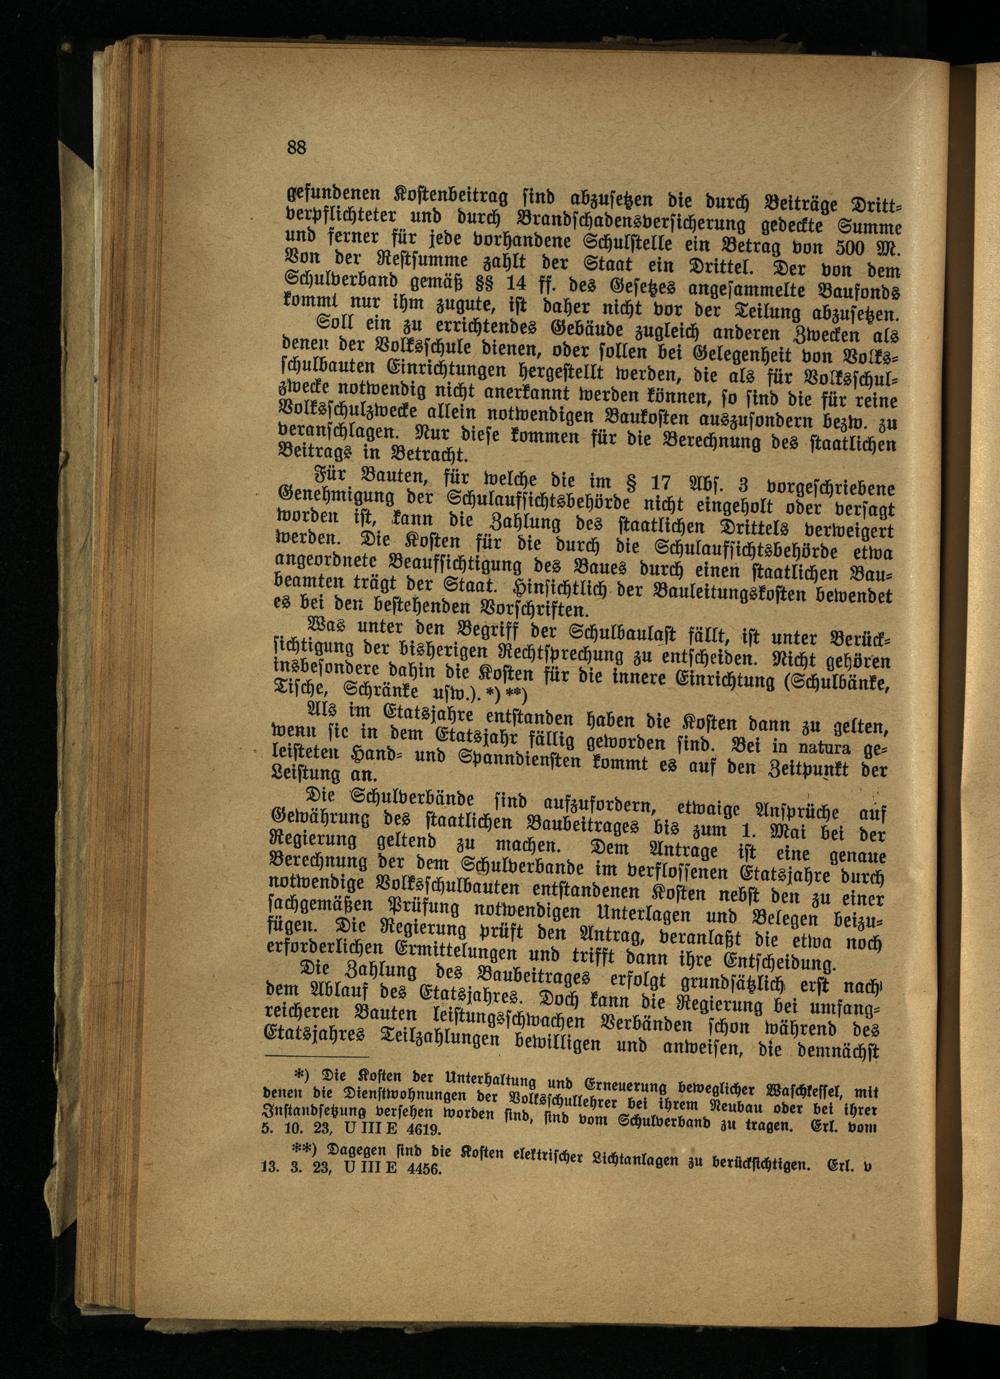 88
gefundenen Kostenbeitrag sind abzusetzen die durch Beiträge Dritt-
verpflichteter und durch Brandschadensversicherung gedeckte Summe
und ferner für jede vorhandene Schulstelle ein Betrag von 500 M.
Von der Restsumme zahlt der Staat ein Drittel. Der von dem
Schulverband gemäß §§ 14 ff. des Gesetzes angesammelte Baufonds
kommt nur ihm zugute, ist daher nicht vor der Teilung abzusetzen.
Soll ein zu errichtendes Gebäude zugleich anderen Zwecken als
denen der Volksschule dienen, oder sollen bei Gelegenheit von Volks-
schulbauten Einrichtungen hergestellt werden, die als für Volksschul-
zwecke notwendig nicht anerkannt werden können, so sind die für reine
Volksschulzwecke allein notwendigen Baukosten auszusondern bezw. zu
veranschlagen. Nur diese kommen für die Berechnung des staatlichen
Beitrags in Betracht.
Für Bauten, für welche die im § 17 Abs. 3 vorgeschriebene
Genehmigung der Schulaufsichtsbehörde nicht eingeholt oder versagt
worden ist, kann die Zahlung des staatlichen Drittels verweigert
werden. Die Kosten für die durch die Schulaufsichtsbehörde etwa
angeordnete Beaufsichtigung des Baues durch einen staatlichen Bau-
beamten trägt der Staat. Hinsichtlich der Bauleitungskosten bewendet
es bei den bestehenden Vorschriften.
Was unter den Begriff der Schulbaulast fällt, ist unter Berück-
sichtigung der bisherigen Rechtsprechung zu entscheiden. Nicht gehören
insbesondere dahin die Kosten für die innere Einrichtung (Schulbänke,
Tische, Schränke usw.). *) **)
Als im Etatsjahre entstanden haben die Kosten dann zu gelten,
wenn sie in dem Etatsjahr fällig geworden sind. Bei in natura ge-
leisteten Hand- und Spanndiensten kommt es auf den Zeitpunkt der
Leistung an.
Die Schulverbände sind aufzufordern, etwaige Ansprüche auf
Gewährung des staatlichen Baubeitrages bis zum 1. Mai bei der
Regierung geltend zu machen. Dem Antrage ist eine genaue
Berechnung der dem Schulverbande im verflossenen Etatsjahre durch
notwendige Volksschulbauten entstandenen Kosten nebst den zu einer
sachgemäßen Prüfung notwendigen Unterlagen und Belegen beizu-
fügen. Die Regierung prüft den Antrag, veranlaßt die etwa noch
erforderlichen Ermittelungen und trifft dann ihre Entscheidung.
Die Zahlung des Baubeitrages erfolgt grundsätzlich erst nach
dem Ablauf des Etatsjahres. Doch kann die Regierung bei umfang-
reicheren Bauten leistungsschwachen Verbänden schon während des
Etatsjahres Teilzahlungen bewilligen und anweisen, die demnächst
*) Die Kosten der Unterhaltung und Erneuerung beweglicher Waschkessel, mit
denen die Dienstwohnungen der Volksschullehrer bei ihrem Neubau oder bei ihrer
Instandsetzung versehen worden sind, sind vom Schulverband zu tragen. Erl. vom
5. 10. 23, U III E 4619.
**) Dagegen sind die Kosten elektrischer Lichtanlagen zu berücksichtigen. Erl. v
13. 3. 23, U III E 4456.